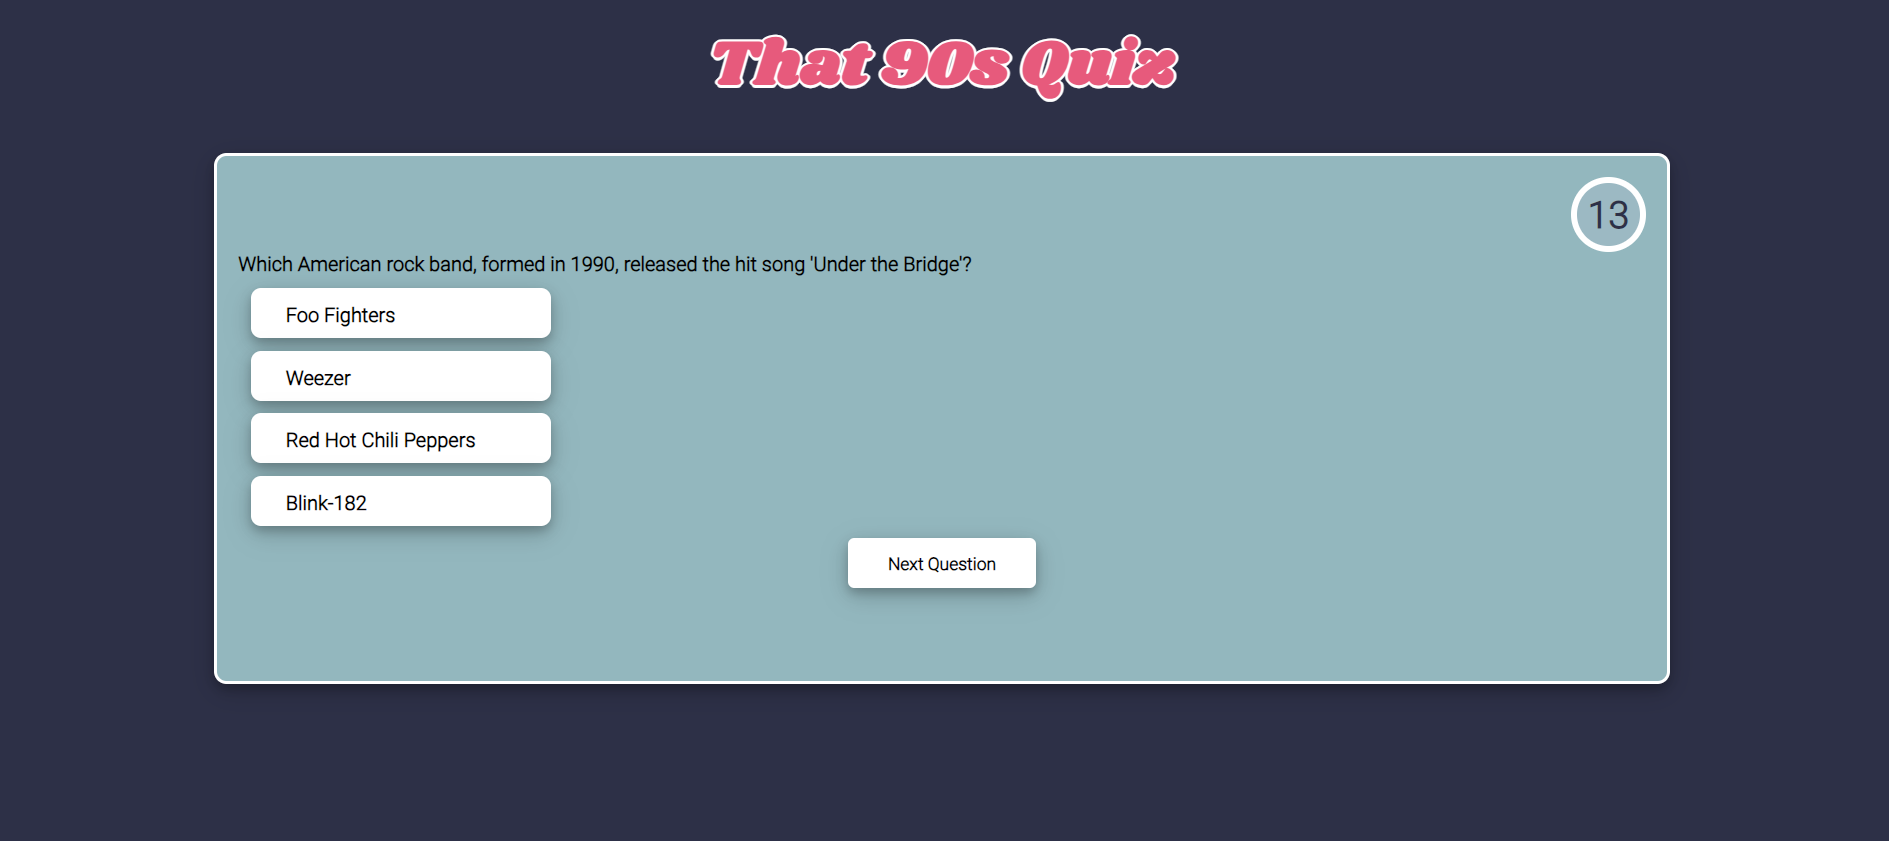 That 90s Quiz
13
Which American rock band, formed in 1990, released the hit song 'Under the Bridge'?
Foo Fighters
Weezer
Red Hot Chili Peppers
Blink-182
Next Question